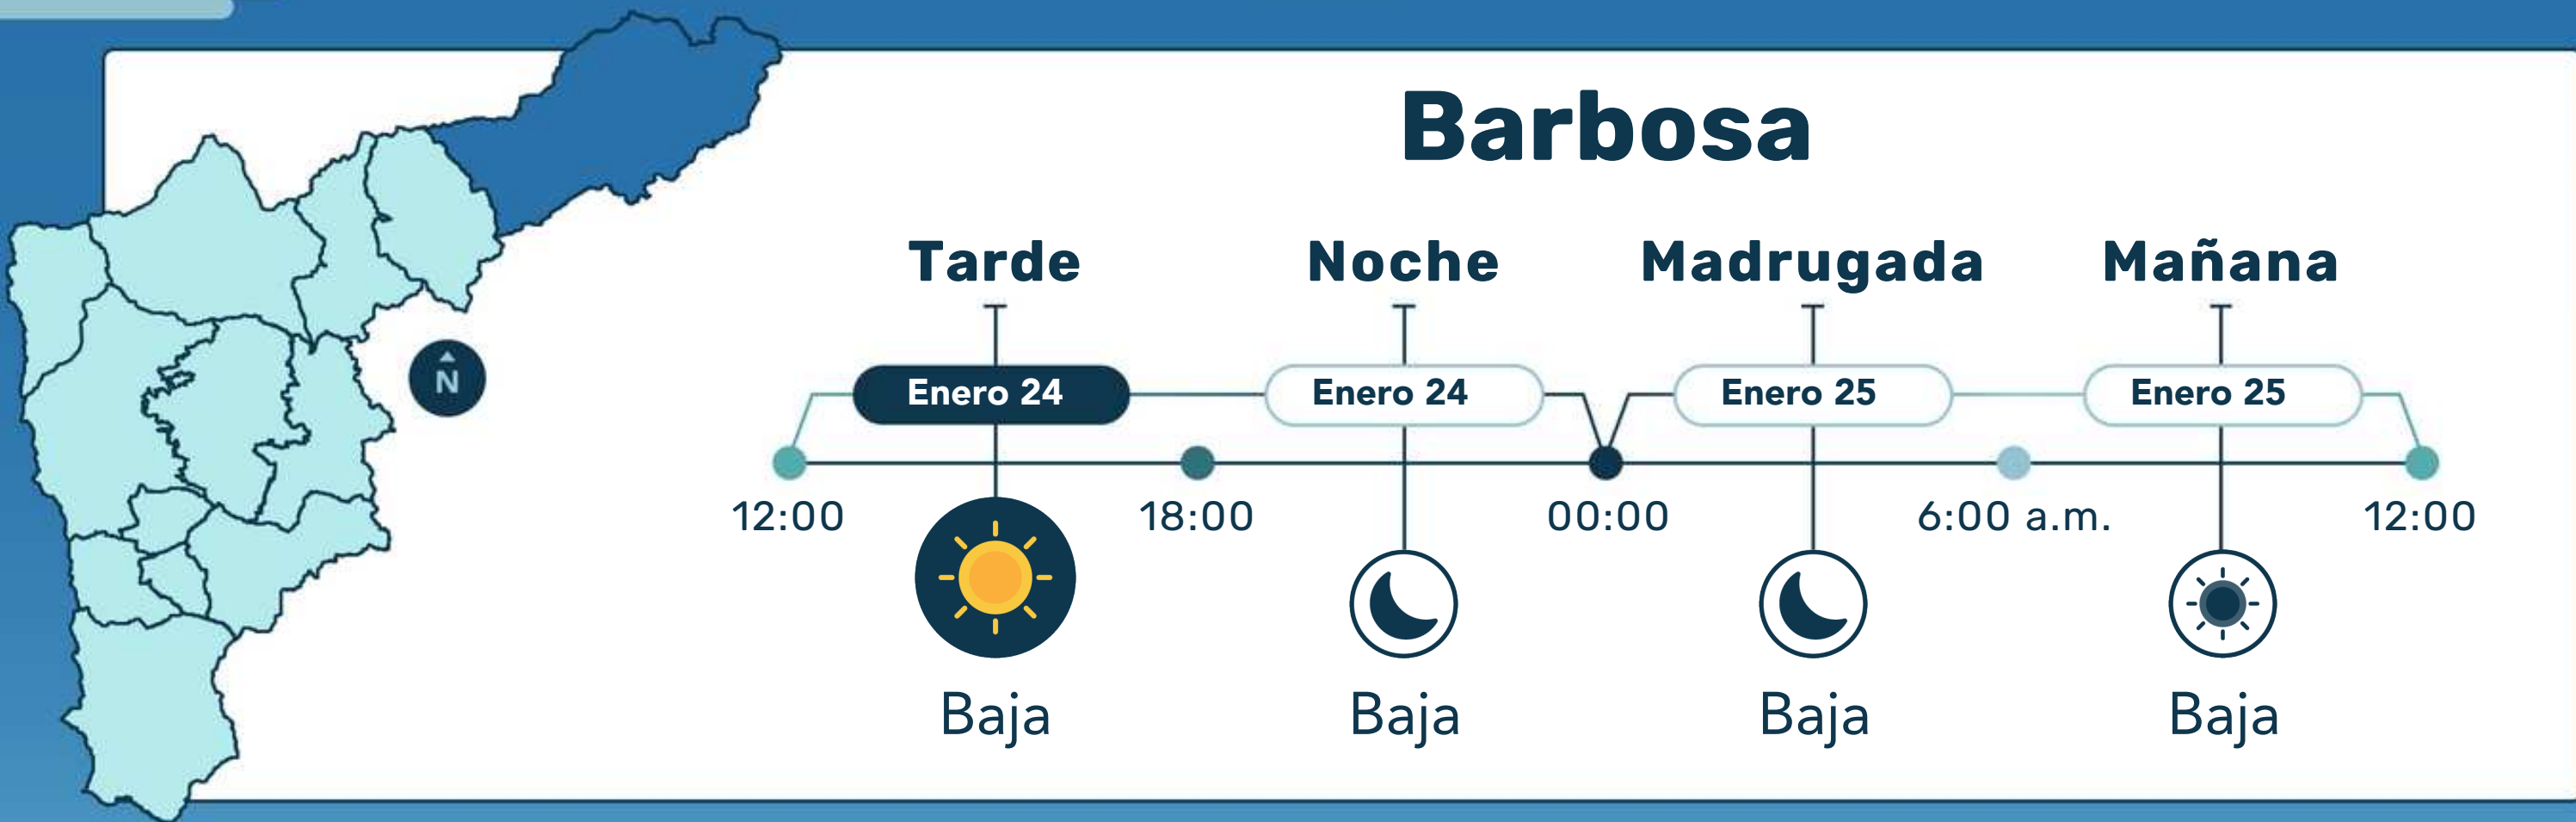 Barbosa
Tarde Noche Madrugada Mañana
N
Enero 24 Enero 24 Enero 25 Enero 25
12:00 18:00 00:00 6:00 a.m. 12:00
Baja Baja Baja Baja